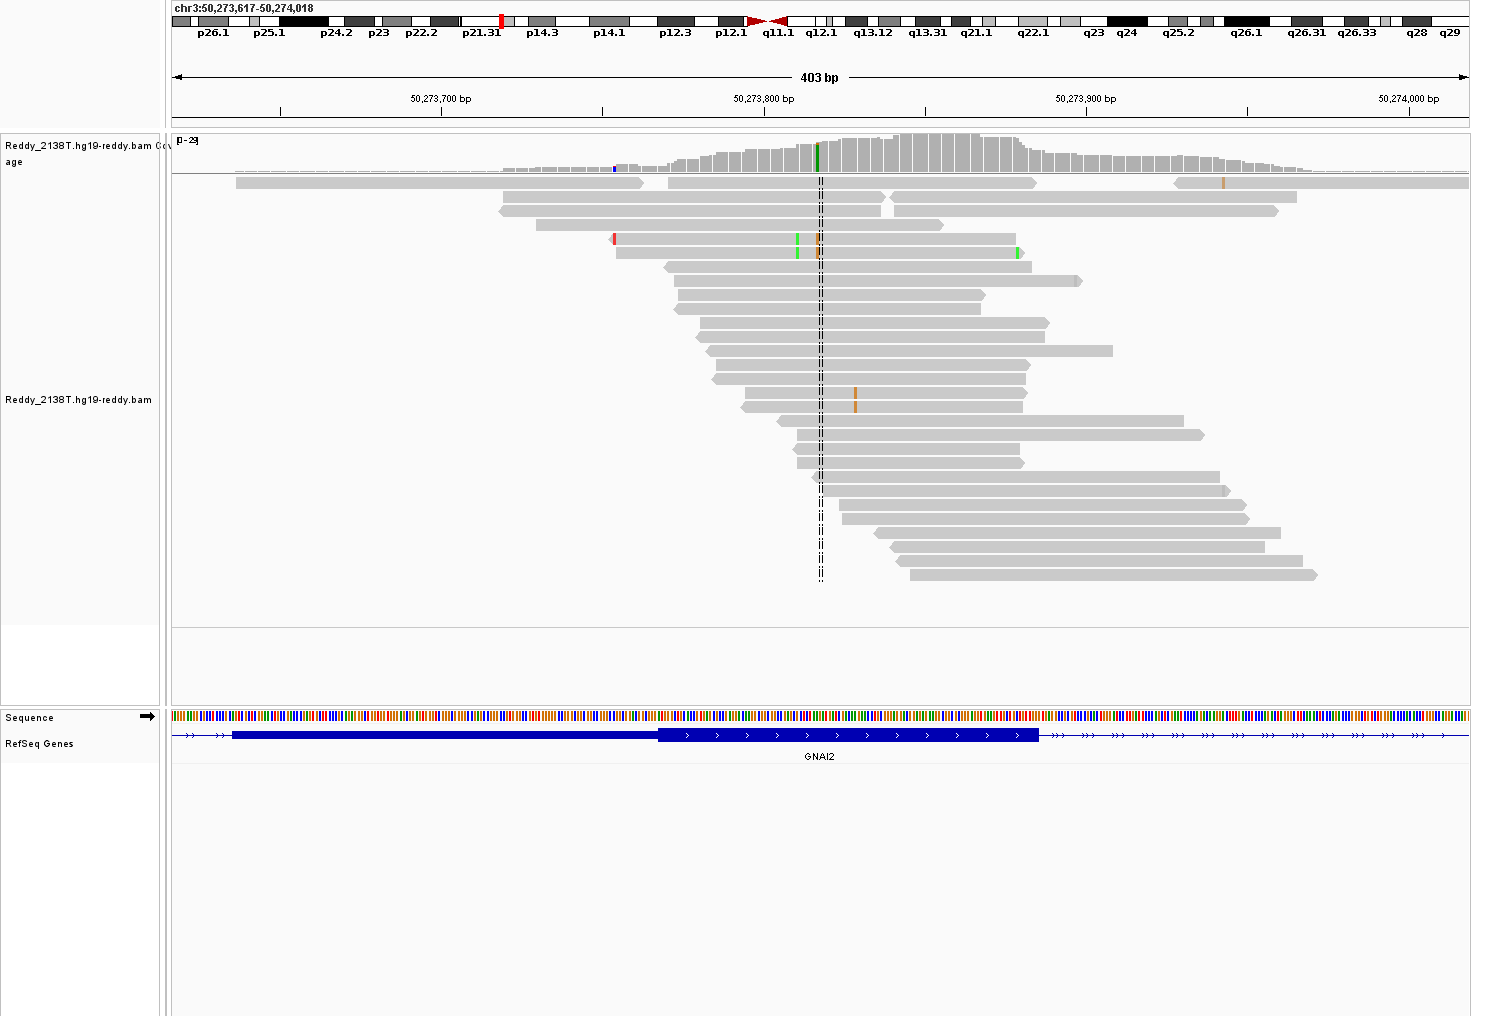 chr3:50,273,617-50,274,018
p26.1 p25.1 p24.2 p23 p22.2 p21.31 p14.3 p14.1 p12.3 p12.1 q11.1 q12.1 q13.12 q13.31 q21.1 q22.1 q23 q24 q25.2 q26.1 q26.31 q26.33 q28 q29
403 bp
50,273,700 bp 50,273,800 bp 50,273,900 bp 50,274,000 bp
[0-29]
Reddy_2138T.hg19-reddy.bam Cov
age
Reddy_2138T.hg19-reddy.bam
Sequence
RefSeq Genes
GNAI2